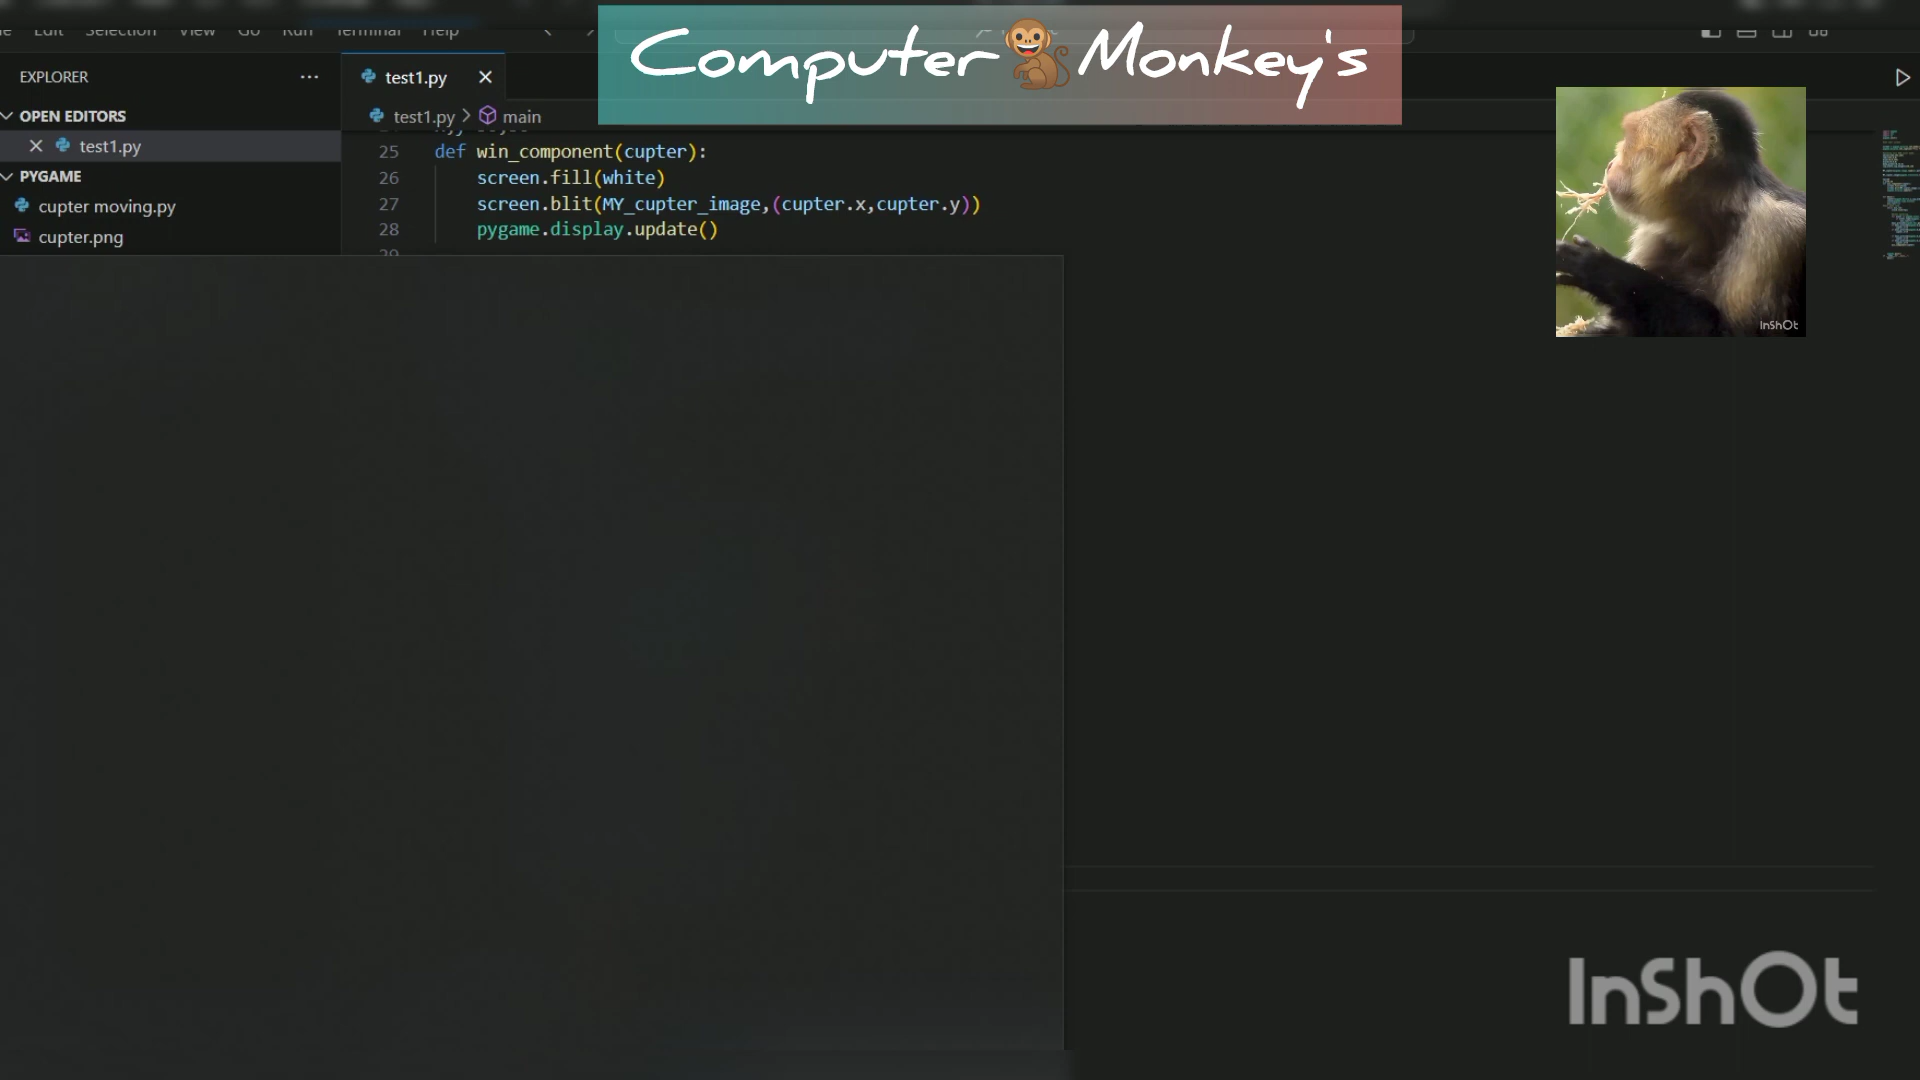 Computer Monkey's
Edit Selection View Go Run Terminal Help
EXPLORER
test1.py
OPEN EDITORS
test1.py > main
test1.py
25 def win_component(cupter):
PYGAME
26 screen.fill(white)
cupter moving.py
27 screen.blit(MY_cupter_image,(cupter.x,cupter.y))
cupter.png
28 pygame.display.update()
29
InShOt
InShOt